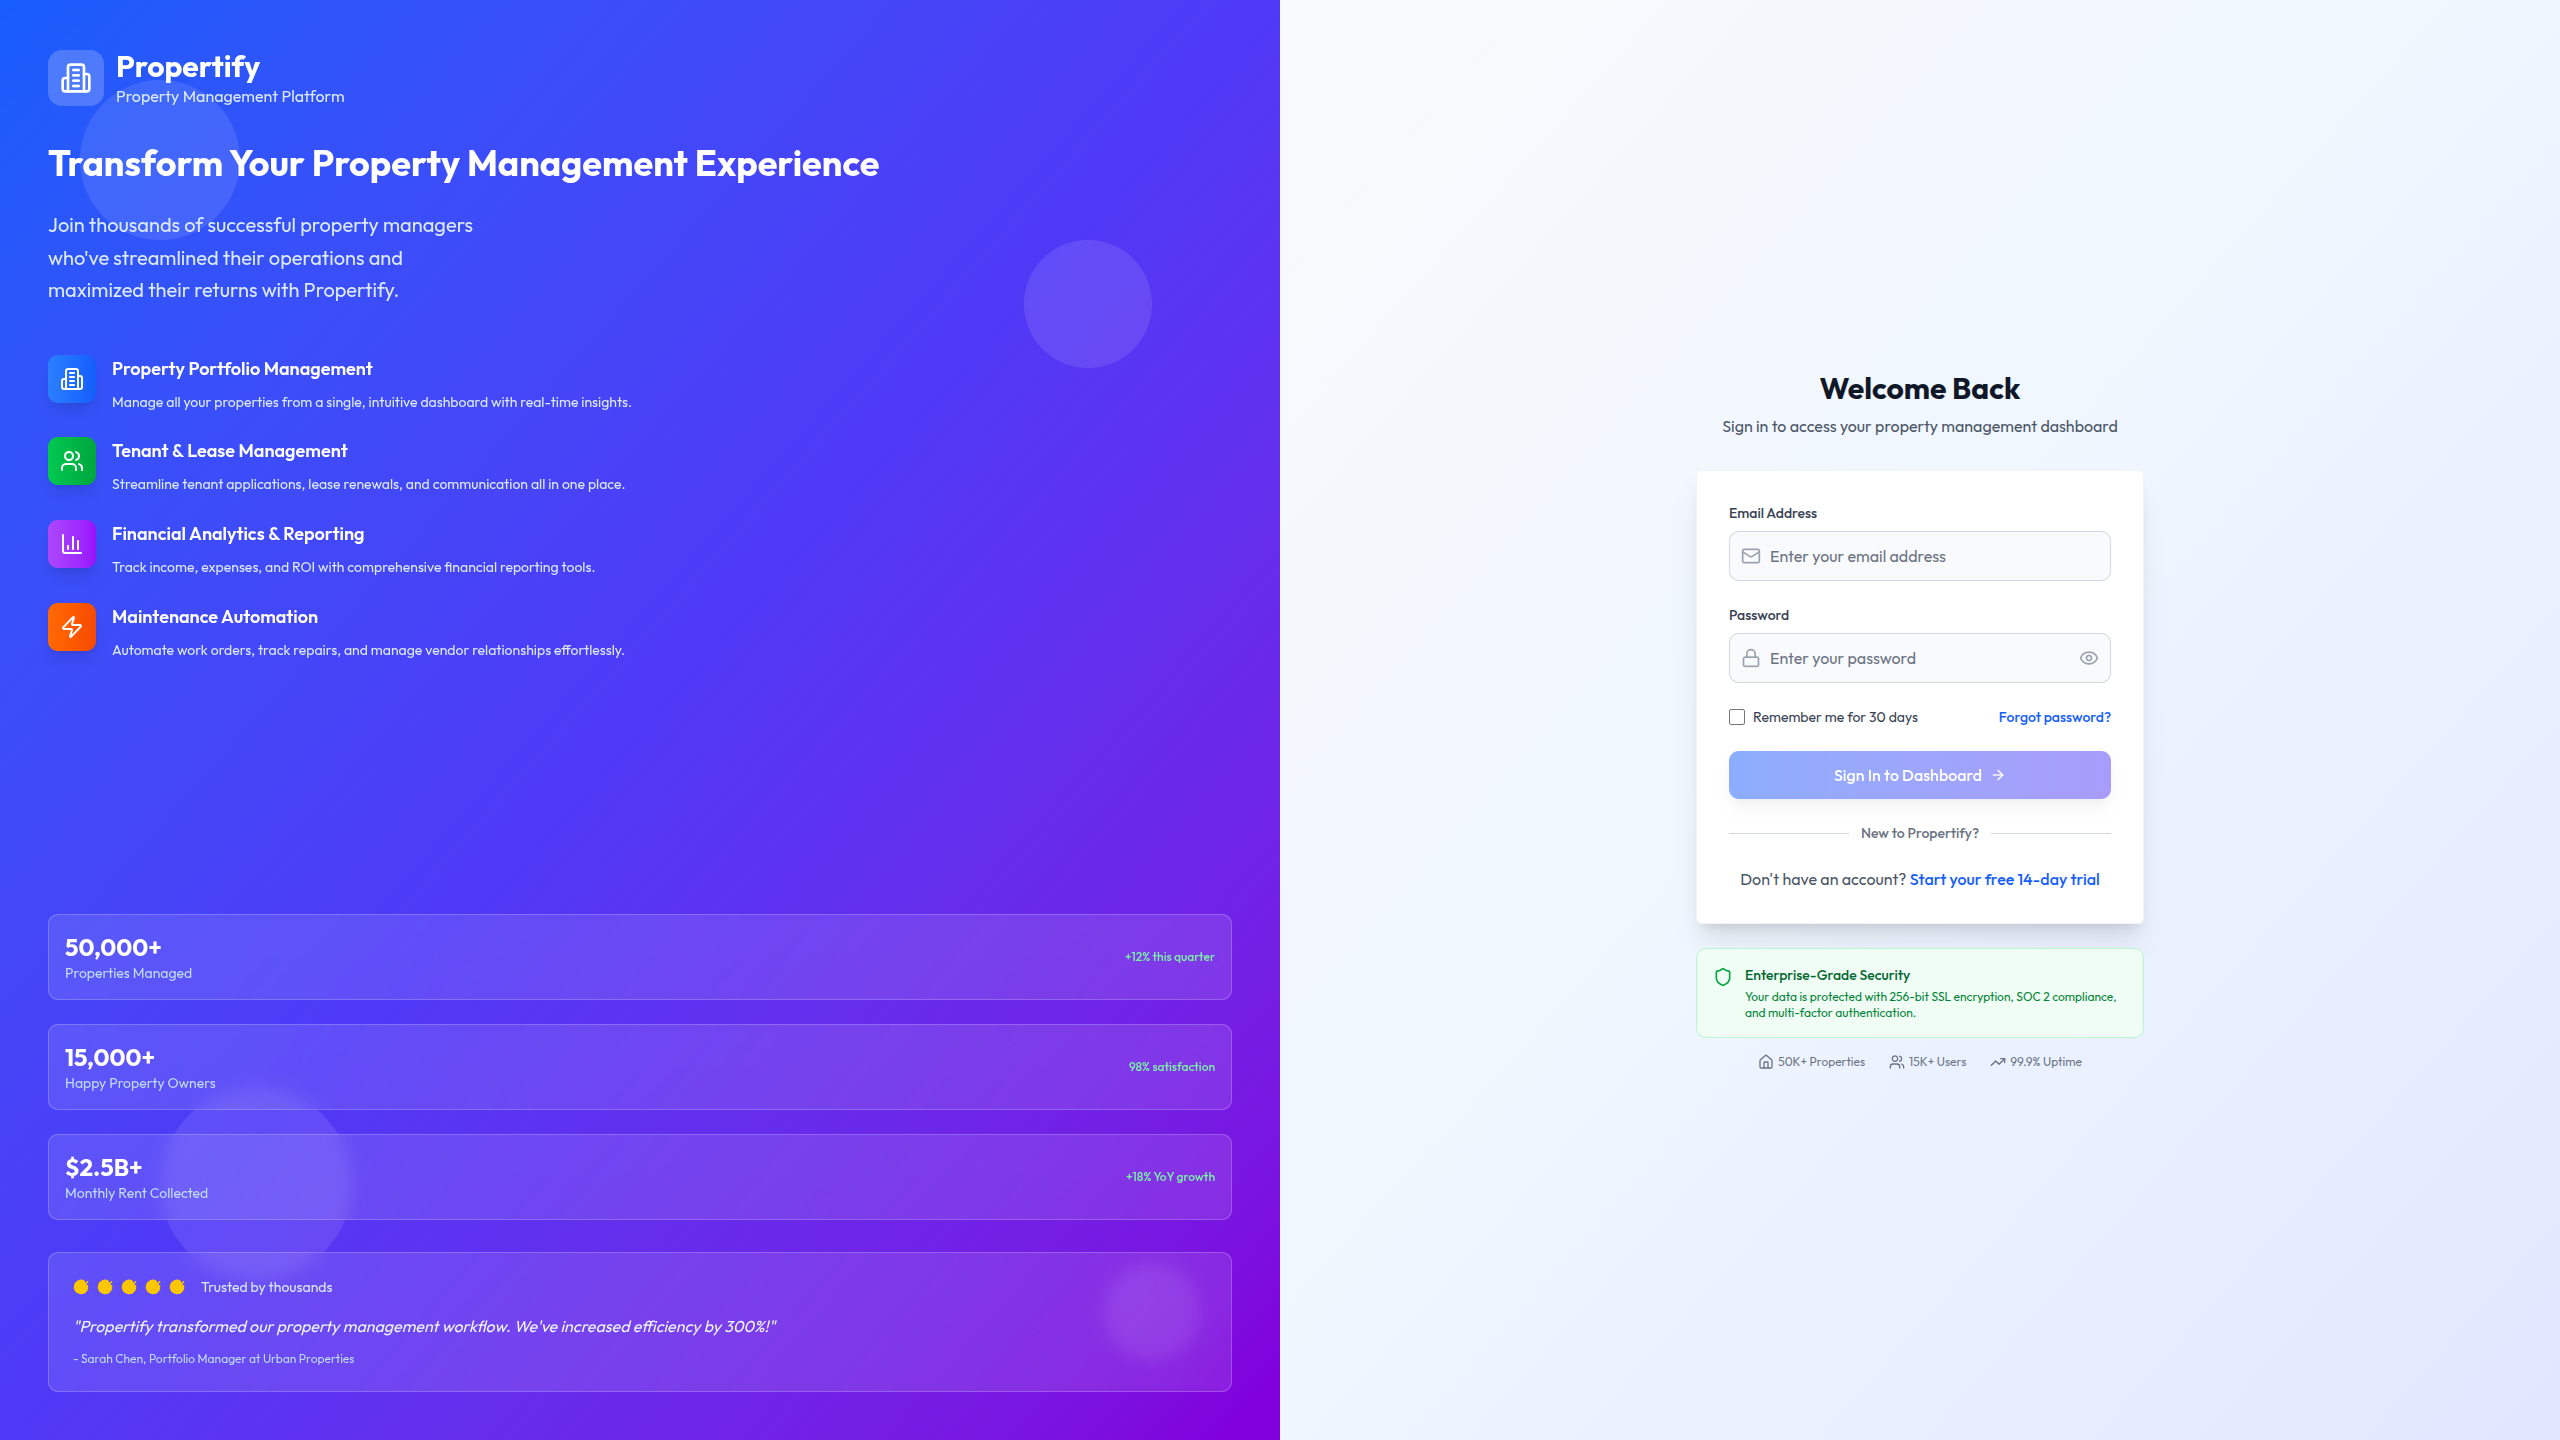 Propertify
Property Management Platform
Transform Your Property Management Experience
Join thousands of successful property managers
who've streamlined their operations and
maximized their returns with Propertify.
Property Portfolio Management
Manage all your properties from a single, intuitive dashboard with real-time insights.
Tenant & Lease Management
Streamline tenant applications, lease renewals, and communication all in one place.
Financial Analytics & Reporting
Track income, expenses, and ROI with comprehensive financial reporting tools.
Maintenance Automation
Automate work orders, track repairs, and manage vendor relationships effortlessly.
50,000+
Properties Managed
+12% this quarter
15,000+
Happy Property Owners
98% satisfaction
$2.5B+
Monthly Rent Collected
+18% YoY growth
Trusted by thousands
"Propertify transformed our property management workflow. We've increased efficiency by 300%!"
- Sarah Chen, Portfolio Manager at Urban Properties
Welcome Back
Sign in to access your property management dashboard
Email Address
Enter your email address
Password
Enter your password
Remember me for 30 days
Forgot password?
Sign In to Dashboard
New to Propertify?
Don't have an account? Start your free 14-day trial
Enterprise-Grade Security
Your data is protected with 256-bit SSL encryption, SOC 2 compliance,
and multi-factor authentication.
50K+ Properties
15K+ Users
99.9% Uptime